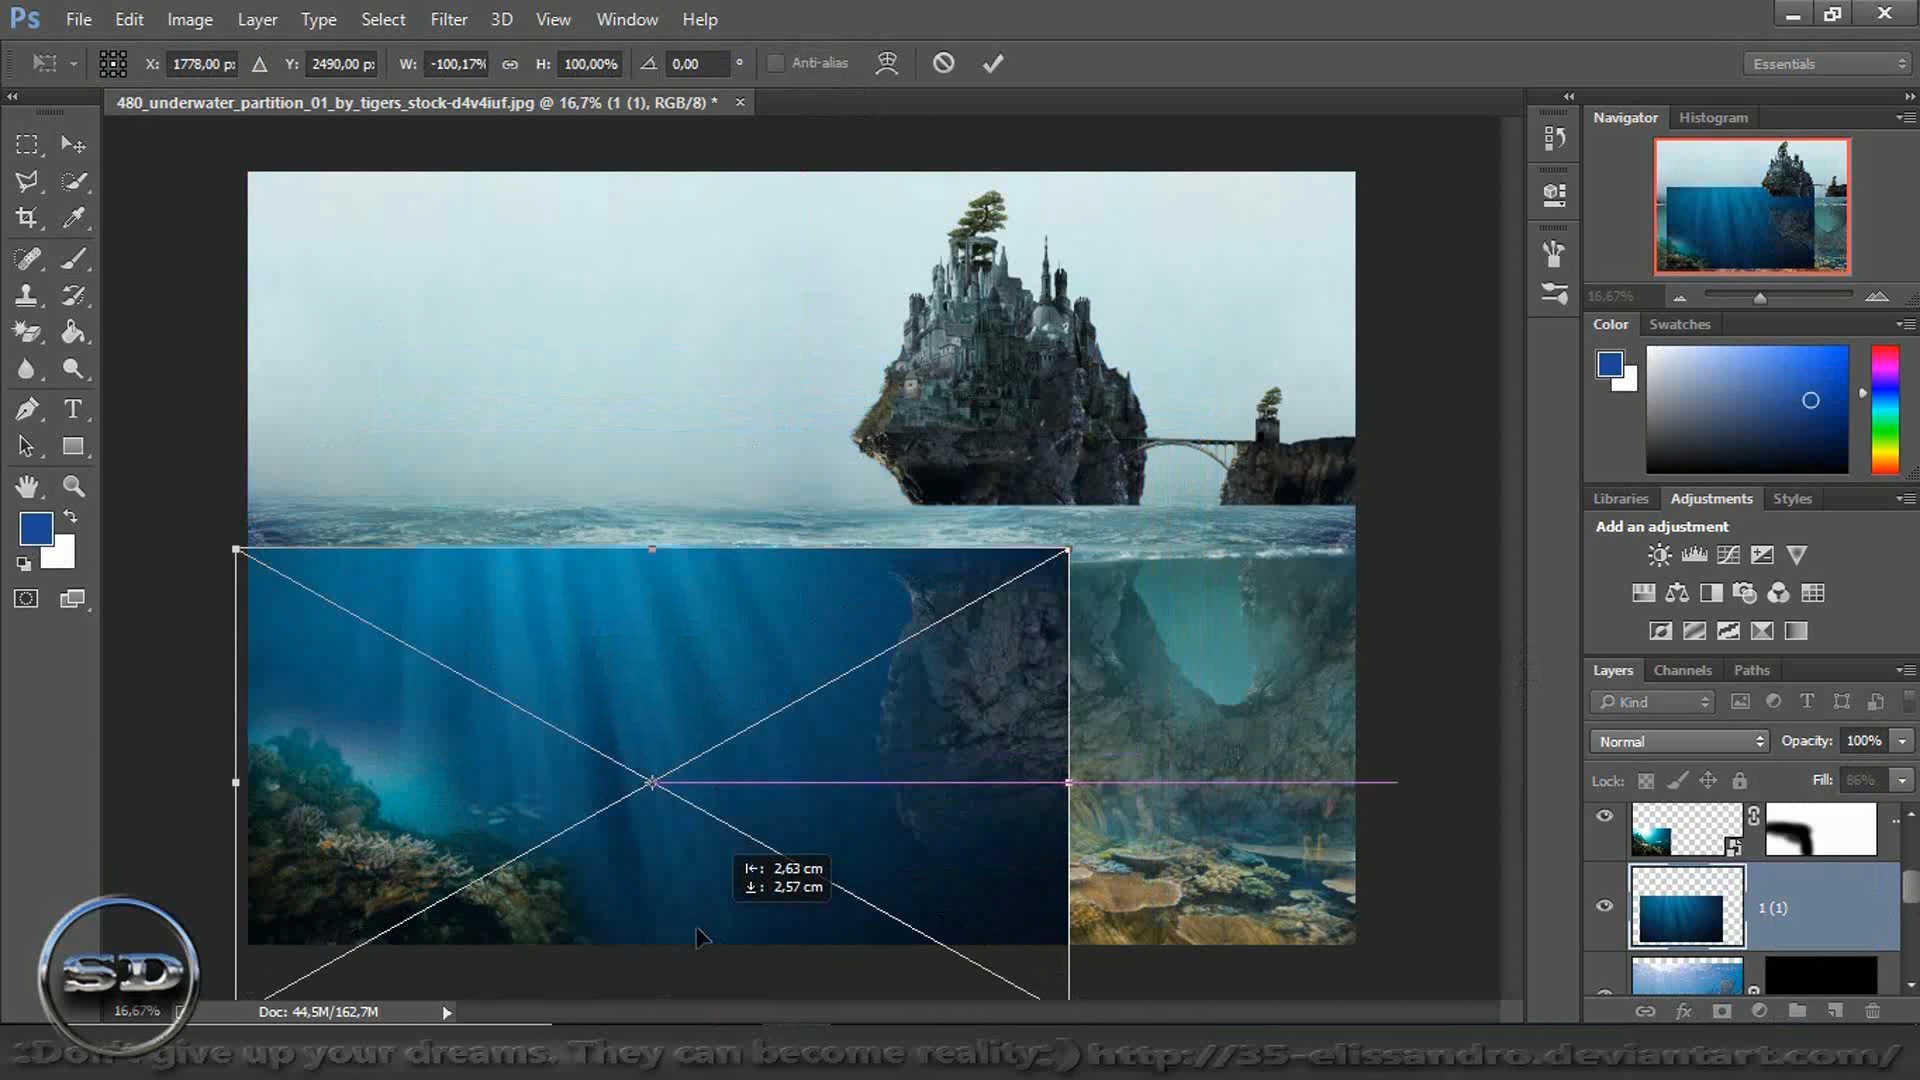 Ps File Edit Image Layer Type Select Filter 3D View Window Help
X: 1778,00 p: Y: 2490,00 p: W: -100,17% H: 100,00% 0,00 ° Anti-alias Essentials
480_underwater_partition_01_by_tigers_stock-d4v4iuf.jpg @ 16,7% (1 (1), RGB/8) * ×
Navigator Histogram
16,67%
Color Swatches
Libraries Adjustments Styles
Add an adjustment
Layers Channels Paths
Kind T
Normal Opacity: 100%
Lock: Fill: 86%
1 (1)
fx
T
2,63 cm
2,57 cm
SD
16,67% Doc: 44,5M/162,7M
:Don't give up your dreams. They can become reality:) http://35-elissandro.deviantart.com/